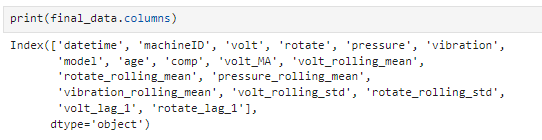 print(final_data.columns)
Index(['datetime', 'machineID', 'volt', 'rotate', 'pressure', 'vibration',
'model', 'age', 'comp', 'volt_MA', 'volt_rolling_mean',
'rotate_rolling_mean', 'pressure_rolling_mean',
'vibration_rolling_mean', 'volt_rolling_std', 'rotate_rolling_std',
'volt_lag_1', 'rotate_lag_1'],
dtype='object')